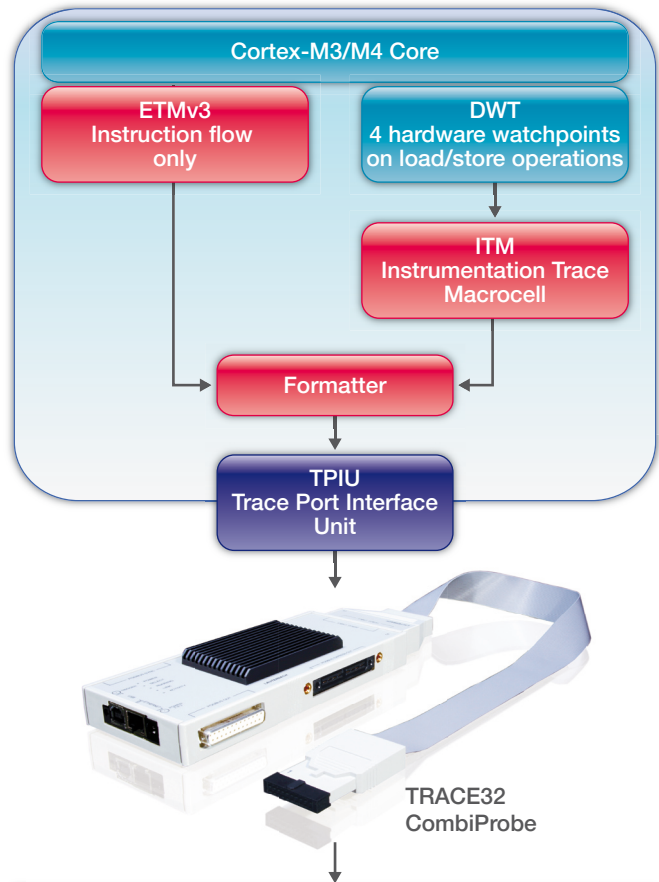 Cortex-M3/M4 Core
ETMv3
Instruction flow
only
DWT
4 hardware watchpoints
on load/store operations
ITM
Instrumentation Trace
Macrocell
Formatter
TPIU
Trace Port Interface
Unit
TRACE32
CombiProbe